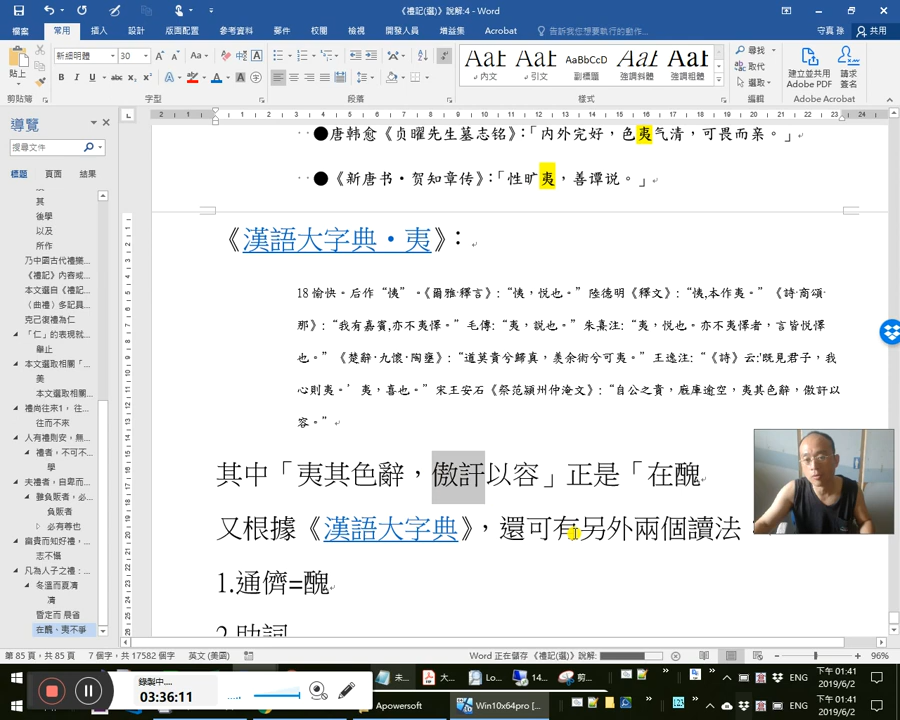 《禮記(選)》說解:4 - Word
檔案
常用
插入
設計
版面配置
參考資料
郵件
校閱
檢視
開發人員
增益集
Acrobat
告訴我您想要執行的動作...
共用
貼上
剪貼簿
新細明體
30
字型
段落
AaBbCcD
內文
引文
副標題
強調斜體
強調粗體
樣式
尋找
取代
選取
編輯
建立並共用
Adobe PDF
請求
簽名
Adobe Acrobat
導覽
搜尋文件
標題 頁面 結果
其
後學
以及
所作
乃中國古代禮樂...
《禮記》內容咸...
本文選自《禮記...
〈曲禮〉多記具...
克己復禮為仁
「仁」的表現就...
舉止
本文選取相關「...
美
本文選取相關...
禮尚往來1, 往...
往而不來
人有禮則安,無...
禮者,不可不...
學
夫禮者,自卑而...
雖負販者,必...
負販者
必有尊也
富貴而知好禮,...
志不懾
凡為人子之禮:...
冬溫而夏凊
凊
昏定而 晨省
在醜、夷不爭
●唐韩愈《贞曜先生墓志铭》:「内外完好,色夷气清,可畏而亲。」
●《新唐书·贺知章传》:「性旷夷,善谭说。」
《漢語大字典·夷》:
18 愉快。后作“恞”。《爾雅·釋言》:“恞,悦也。”陸德明《釋文》:“恞,本作夷。”《詩·商頌·
那》:“我有嘉賓,亦不夷懌。”毛傳:“夷,説也。”朱熹注:“夷,悦也。亦不夷懌者,言皆悦懌
也。”《楚辭·九懷·陶壅》:“道莫貴兮歸真,羡余術兮可夷。”王逸注:“《詩》云:‘既見君子,我
心則夷。’夷,喜也。”宋王安石《祭范潁州仲淹文》:“自公之貴,廄庫逾空,夷其色辭,傲訐以
容。”
其中「夷其色辭,傲訐以容」正是「在醜
又根據《漢語大字典》,還可有另外兩個讀法
1.通儕=醜
2.助詞
第 85 頁,共 85 頁
7 個字,共 17582 個字
英文 (美國)
Word 正在儲存《禮記(選)》說解:
96%
錄製中...
03:36:11
Apowersoft
Win10x64pro [...
ENG
下午 01:41
2019/6/2
ENG
下午 01:41
2019/6/2